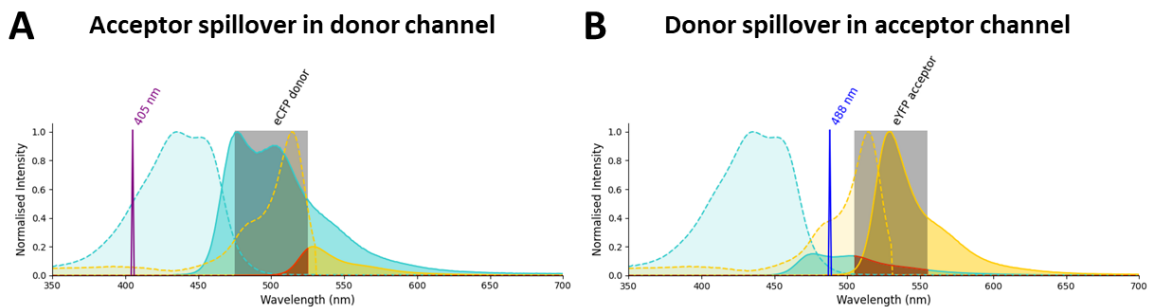 A
Acceptor spillover in donor channel
405 nm
eCFP donor
Normalised Intensity
1.0
0.8
0.6
0.4
0.2
0.0
350 400 450 500 550 600 650 700
Wavelength (nm)
B
Donor spillover in acceptor channel
488 nm
eYFP acceptor
Normalised Intensity
1.0
0.8
0.6
0.4
0.2
0.0
350 400 450 500 550 600 650 700
Wavelength (nm)